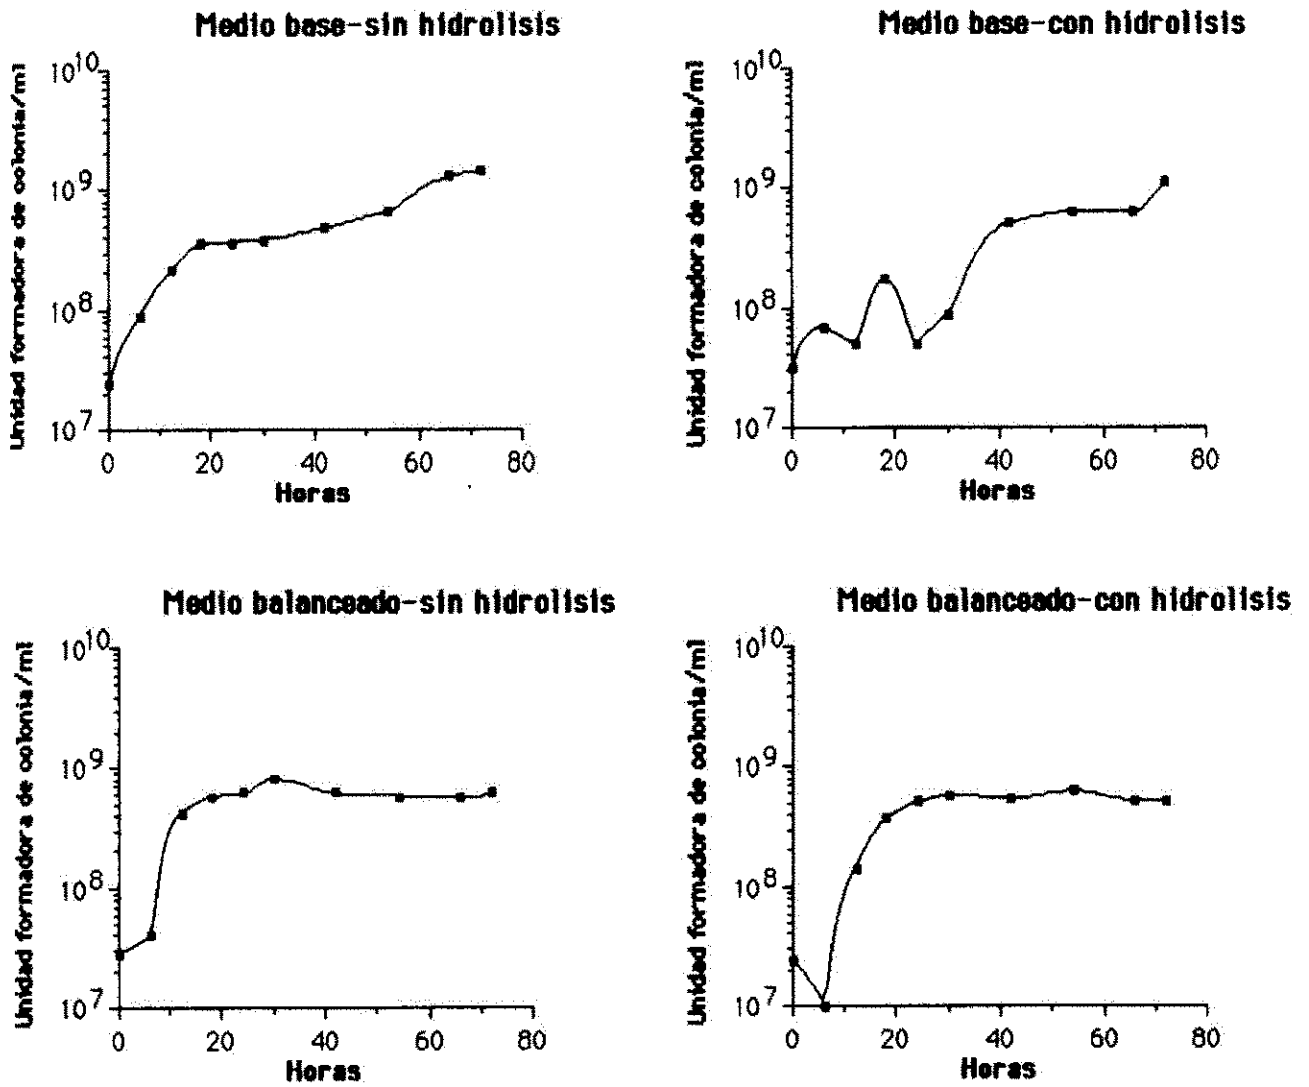 Medio base-sin hidrolisis
Unidad formadora de colonia/ml
10^10
10^9
10^8
10^7
0 20 40 60 80
Horas
Medio base-con hidrolisis
Unidad formadora de colonia/ml
10^10
10^9
10^8
10^7
0 20 40 60 80
Horas
Medio balanceado-sin hidrolisis
Unidad formadora de colonia/ml
10^10
10^9
10^8
10^7
0 20 40 60 80
Horas
Medio balanceado-con hidrolisis
Unidad formadora de colonia/ml
10^10
10^9
10^8
10^7
0 20 40 60 80
Horas